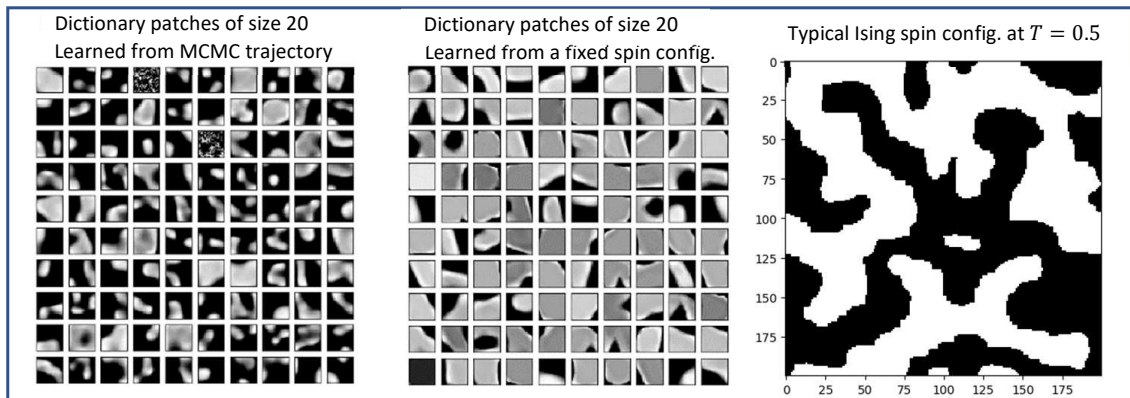 Dictionary patches of size 20
Learned from MCMC trajectory
Dictionary patches of size 20
Learned from a fixed spin config.
Typical Ising spin config. at T = 0.5
0
25
50
75
100
125
150
175
0 25 50 75 100 125 150 175